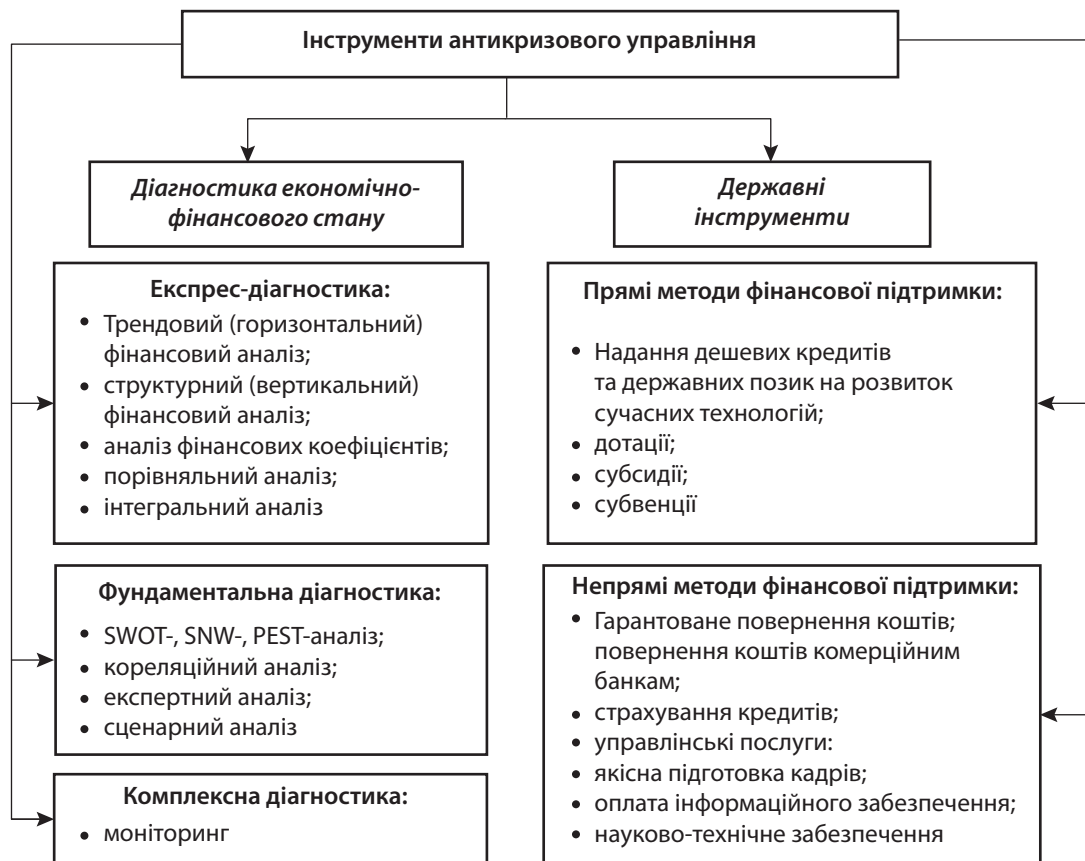 Інструменти антикризового управління
Діагностика економічно-
фінансового стану
Державні
інструменти
Експрес-діагностика:
• Трендовий (горизонтальний)
фінансовий аналіз;
• структурний (вертикальний)
фінансовий аналіз;
• аналіз фінансових коефіцієнтів;
• порівняльний аналіз;
• інтегральний аналіз
Прямі методи фінансової підтримки:
• Надання дешевих кредитів
та державних позик на розвиток
сучасних технологій;
• дотації;
• субсидії;
• субвенції
Фундаментальна діагностика:
• SWOT-, SNW-, PEST-аналіз;
• кореляційний аналіз;
• експертний аналіз;
• сценарний аналіз
Непрямі методи фінансової підтримки:
• Гарантоване повернення коштів;
повернення коштів комерційним
банкам;
• страхування кредитів;
• управлінські послуги:
• якісна підготовка кадрів;
• оплата інформаційного забезпечення;
• науково-технічне забезпечення
Комплексна діагностика:
• моніторинг